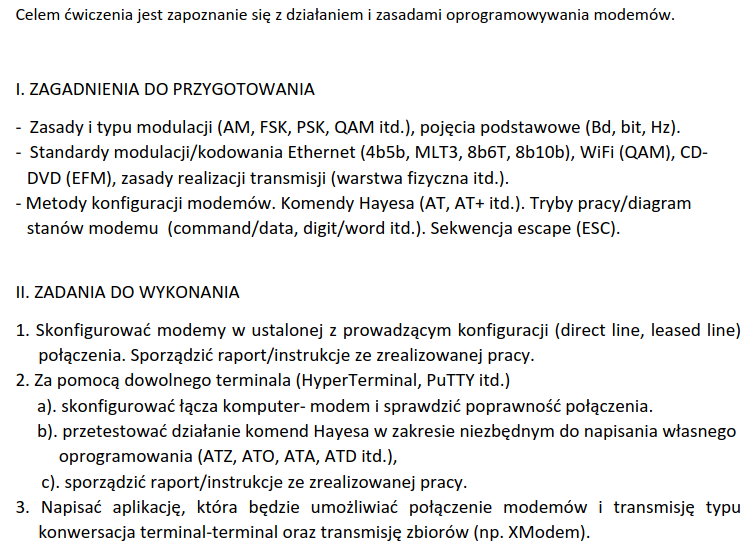 Celem ćwiczenia jest zapoznanie się z działaniem i zasadami oprogramowywania modemów.
I. ZAGADNIENIA DO PRZYGOTOWANIA
- Zasady i typu modulacji (AM, FSK, PSK, QAM itd.), pojęcia podstawowe (Bd, bit, Hz).
- Standardy modulacji/kodowania Ethernet (4b5b, MLT3, 8b6T, 8b10b), WiFi (QAM), CD-
DVD (EFM), zasady realizacji transmisji (warstwa fizyczna itd.).
- Metody konfiguracji modemów. Komendy Hayesa (AT, AT+ itd.). Tryby pracy/diagram
stanów modemu (command/data, digit/word itd.). Sekwencja escape (ESC).
II. ZADANIA DO WYKONANIA
1. Skonfigurować modemy w ustalonej z prowadzącym konfiguracji (direct line, leased line)
połączenia. Sporządzić raport/instrukcje ze zrealizowanej pracy.
2. Za pomocą dowolnego terminala (HyperTerminal, PuTTY itd.)
a). skonfigurować łącza komputer- modem i sprawdzić poprawność połączenia.
b). przetestować działanie komend Hayesa w zakresie niezbędnym do napisania własnego
oprogramowania (ATZ, ATO, ATA, ATD itd.),
c). sporządzić raport/instrukcje ze zrealizowanej pracy.
3. Napisać aplikację, która będzie umożliwiać połączenie modemów i transmisję typu
konwersacja terminal-terminal oraz transmisję zbiorów (np. XModem).